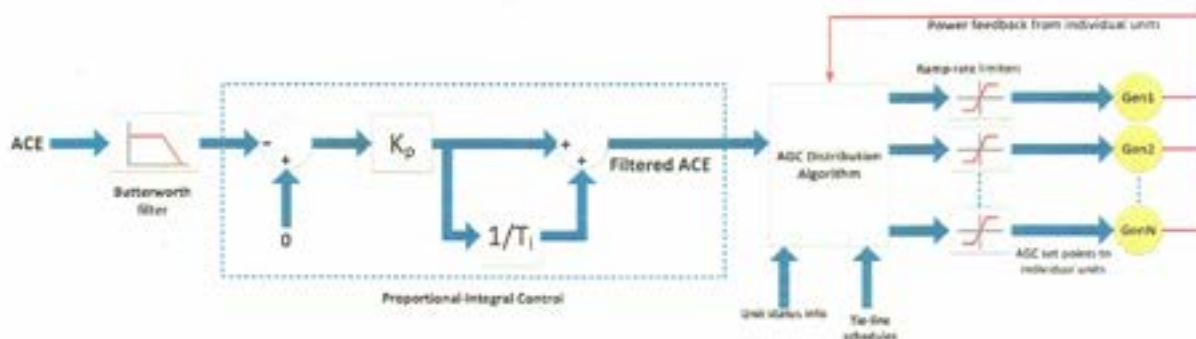 Power feedback from individual units
Ramp-rate limiters
Gen1
ACE
Kp
Filtered ACE
AGC Distribution
Algorithm
Gen2
Butterworth
filter
0
1/Ti
GenN
AGC set points to
individual units
Proportional-Integral Control
Unit status info
Tie-line
schedules